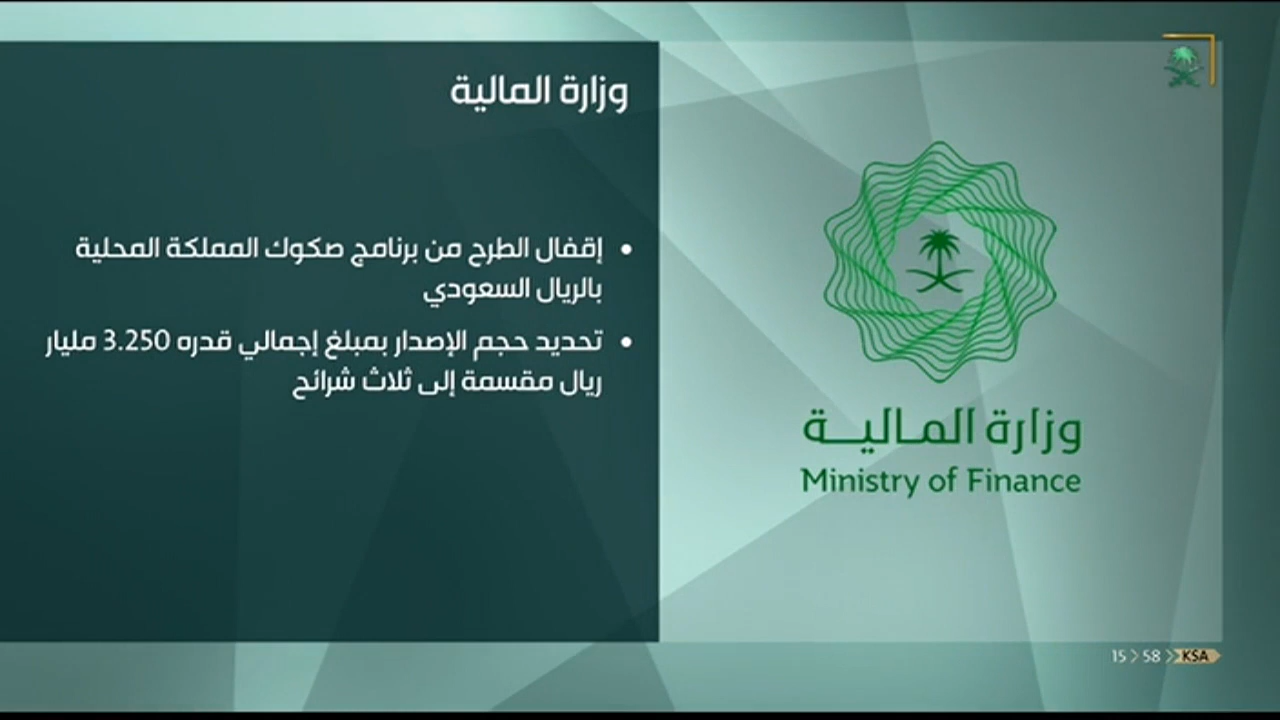 وزارة المالية
• إقفال الطرح من برنامج صكوك المملكة المحلية
بالريال السعودي
• تحديد حجم الإصدار بمبلغ إجمالي قدره 3.250 مليار
ريال مقسمة إلى ثلاث شرائح
وزارة الماليـة
Ministry of Finance
15 > 58 >> KSA